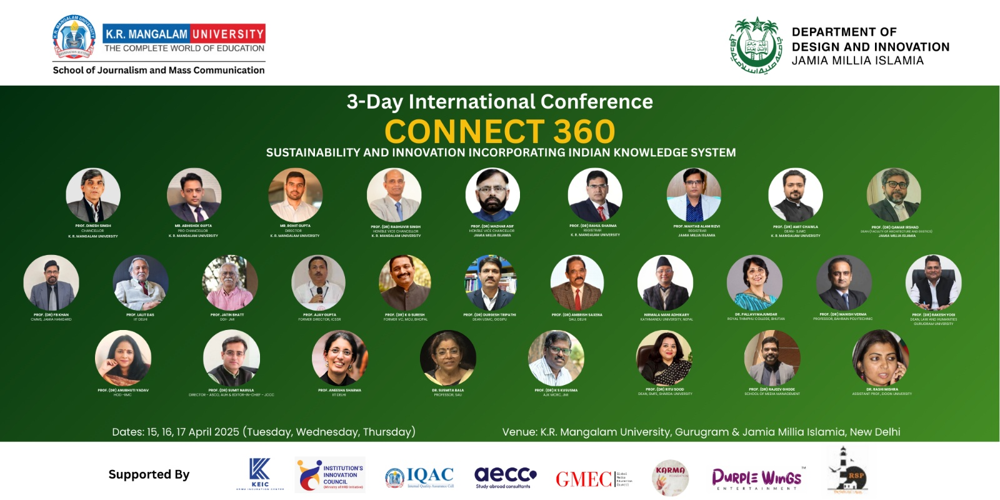 K.R. MANGALAM UNIVERSITY
K.R. MANGALAM UNIVERSITY
THE COMPLETE WORLD OF EDUCATION
School of Journalism and Mass Communication
DEPARTMENT OF
DESIGN AND INNOVATION
JAMIA MILLIA ISLAMIA
3-Day International Conference
CONNECT 360
SUSTAINABILITY AND INNOVATION INCORPORATING INDIAN KNOWLEDGE SYSTEM
PROF. DINESH SINGH
CHANCELLOR
K. R. MANGALAM UNIVERSITY
MR. ABHISHEK GUPTA
PRO CHANCELLOR
K. R. MANGALAM UNIVERSITY
MR. ROHIT GUPTA
DIRECTOR
K. R. MANGALAM UNIVERSITY
PROF. (DR) RAGHUVIR SINGH
HON'BLE VICE CHANCELLOR
K. R. MANGALAM UNIVERSITY
PROF. (DR) MAZHAR ASIF
HON'BLE VICE CHANCELLOR
JAMIA MILLIA ISLAMIA
PROF. (DR) RAHUL SHARMA
REGISTRAR
K. R. MANGALAM UNIVERSITY
PROF. MAHTAB ALAM RIZVI
REGISTRAR
JAMIA MILLIA ISLAMIA
PROF. (DR) AMIT CHAWLA
DEAN- SJMC
K. R. MANGALAM UNIVERSITY
PROF. (DR) QAMAR IRSHAD
DEAN (FACULTY OF ARCHITECTURE AND EKISTICS)
JAMIA MILLIA ISLAMIA
PROF. (DR) FR KHAN
CMMS, JAMIA HAMDARD
PROF. LALIT DAS
IIT DELHI
PROF. JATIN BHATT
DDI- JMI
PROF. AJAY GUPTA
FORMER DIRECTOR, ICSSR
PROF. (DR) K G SURESH
FORMER VC, MCU, BHOPAL
PROF. (DR) DURGESH TRIPATHI
DEAN USMC, GGSIPU
PROF. (DR) AMBRISH SAXENA
SAU, DELHI
NIRMALA MANI ADHIKARY
KATHMANDU UNIVERSITY, NEPAL
DR. PALLAVI MAJUMDAR
ROYAL THIMPHU COLLEGE, BHUTAN
PROF. (DR) MANISH VERMA
PROFESSOR, BAHRAIN POLYTECHNIC
PROF. (DR) RAKESH YOGI
DEAN, LAW AND HUMANITIES
GURUGRAM UNIVERSITY
PROF. (DR) ANUBHUTI YADAV
HOD -IIMC
PROF. (DR) SUMIT NARULA
DIRECTOR - ASCO, AUH & EDITOR-IN-CHIEF - JCCC
PROF. ANEESHA SHARMA
IIT DELHI
DR. SUSMITA BALA
PROFESSOR, SAU
PROF. (DR) K S KUSUSMA
AJK MCRC, JMI
PROF. (DR) RITU SOOD
DEAN, SMFE, SHARDA UNIVERSITY
PROF. (DR) RAJEEV GHODE
SCHOOL OF MEDIA MANAGEMENT
DR. RASHI MISHRA
ASSISTANT PROF., DOON UNIVERSITY
Dates: 15, 16, 17 April 2025 (Tuesday, Wednesday, Thursday)
Venue: K.R. Mangalam University, Gurugram & Jamia Millia Islamia, New Delhi
Supported By
KEIC
KRMU INCUBATION CENTRE
INSTITUTION'S
INNOVATION
COUNCIL
(Ministry of HRD Initiative)
IQAC
Internal Quality Assurance Cell
aecc
Study abroad consultants
GMEC
Global
Media
Education
Council
KARMA
FOUNDATION
PURPLE WINGS
TM
ENTERTAINMENT
RSP